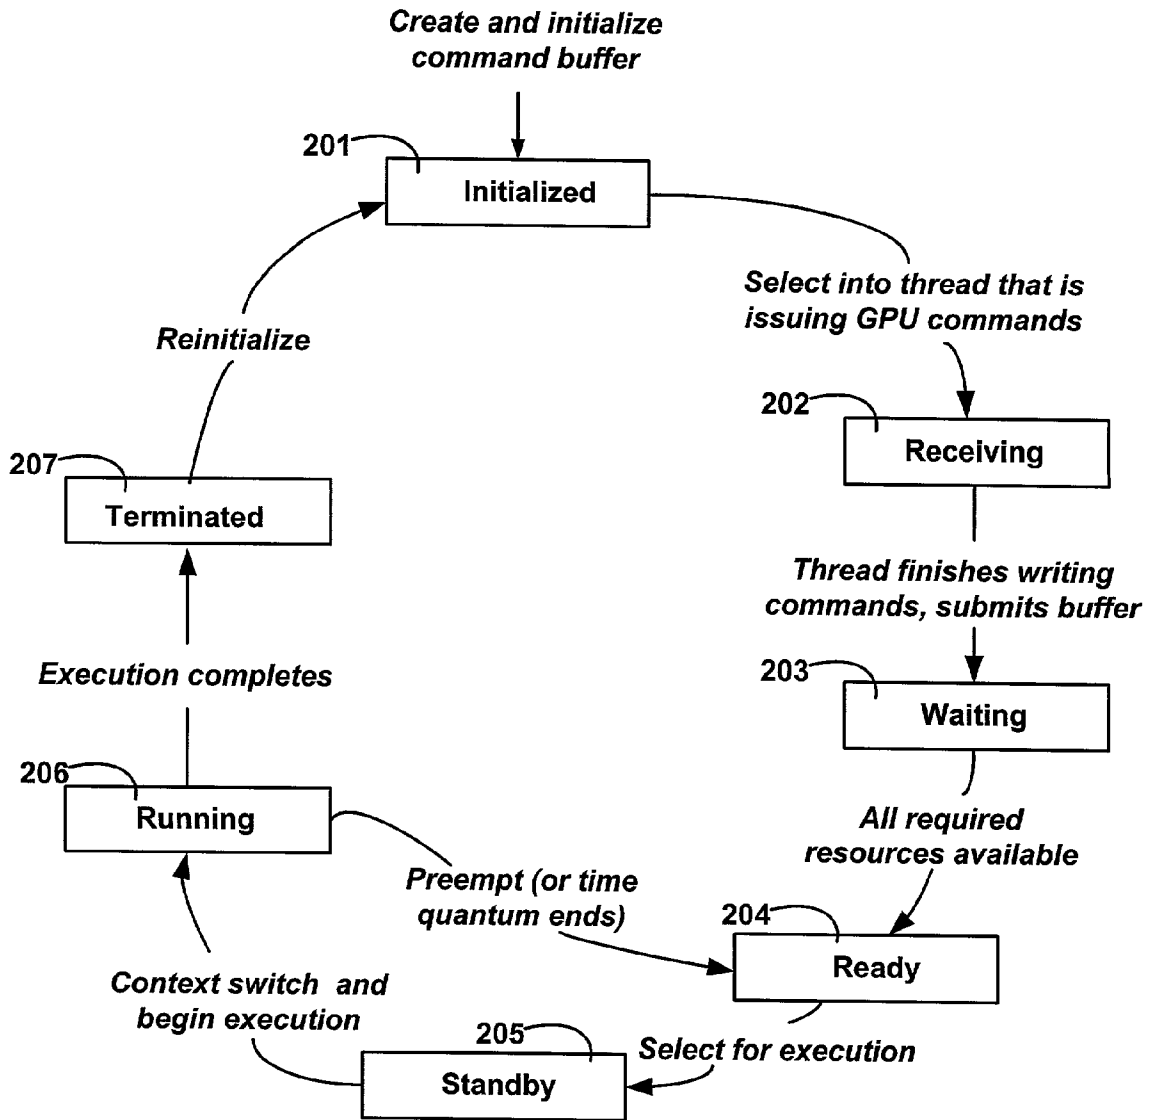 Create and initialize
command buffer
201
Initialized
Select into thread that is
issuing GPU commands
Reinitialize
202
Receiving
207
Terminated
Thread finishes writing
commands, submits buffer
Execution completes
203
Waiting
206
Running
All required
resources available
Preempt (or time
quantum ends)
204
Ready
Context switch and
begin execution
205
Standby
Select for execution